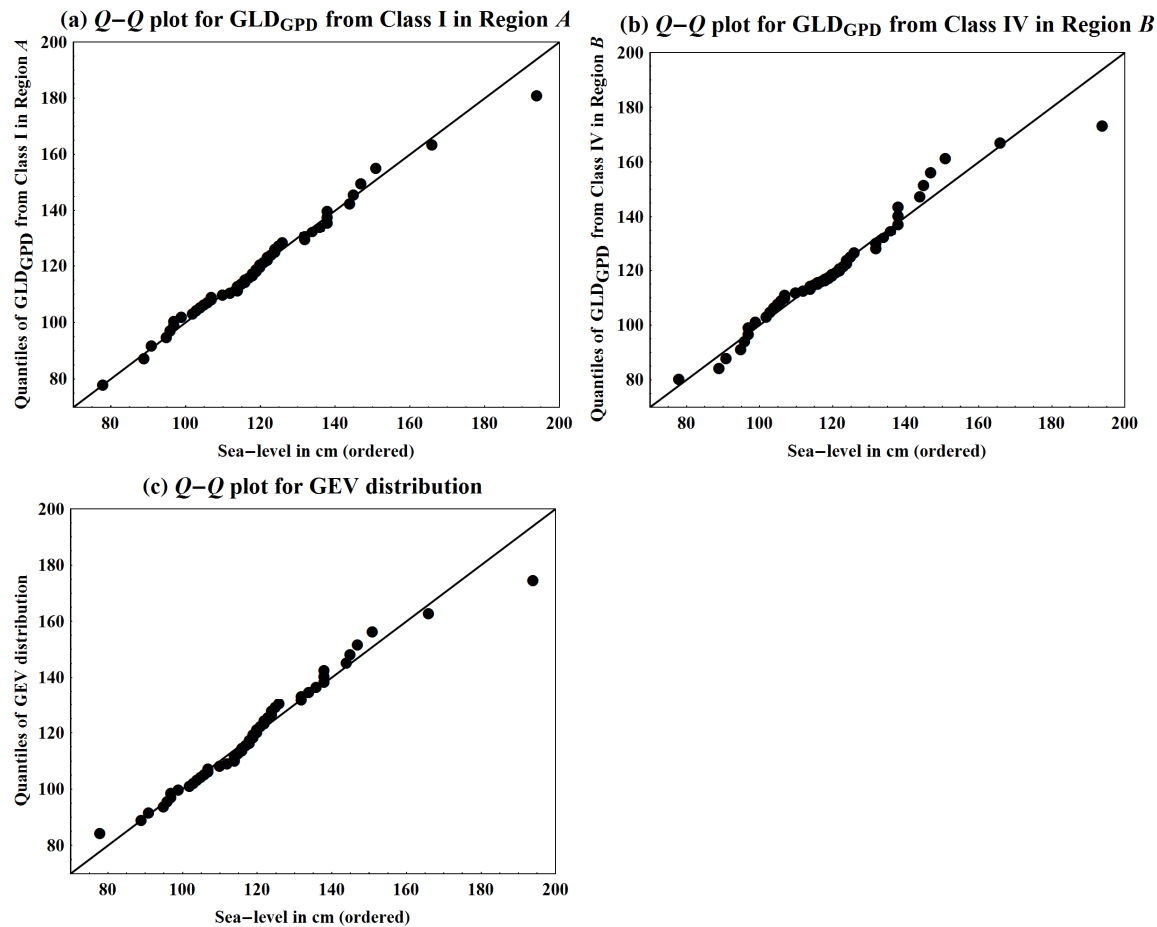 (a) Q−Q plot for GLDGPD from Class I in Region A
Quantiles of GLDGPD from Class I in Region A
200
180
160
140
120
100
80
80 100 120 140 160 180 200
Sea−level in cm (ordered)
(b) Q−Q plot for GLDGPD from Class IV in Region B
Quantiles of GLDGPD from Class IV in Region B
200
180
160
140
120
100
80
80 100 120 140 160 180 200
Sea−level in cm (ordered)
(c) Q−Q plot for GEV distribution
Quantiles of GEV distribution
200
180
160
140
120
100
80
80 100 120 140 160 180 200
Sea−level in cm (ordered)